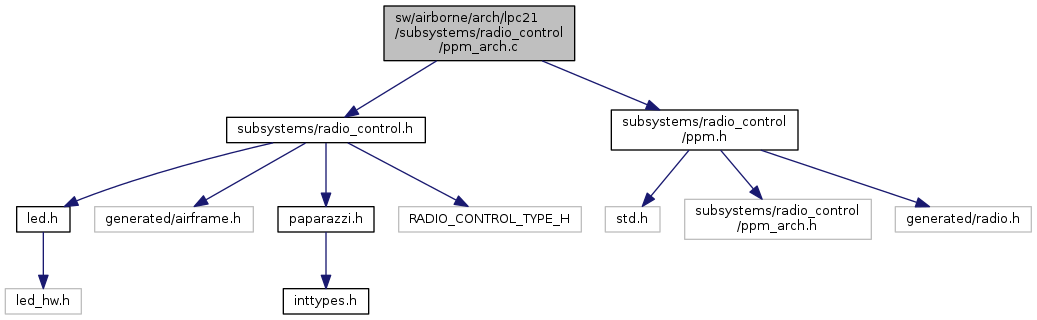 sw/airborne/arch/lpc21
/subsystems/radio_control
/ppm_arch.c
subsystems/radio_control.h
subsystems/radio_control
/ppm.h
led.h
generated/airframe.h
paparazzi.h
RADIO_CONTROL_TYPE_H
std.h
subsystems/radio_control
/ppm_arch.h
generated/radio.h
led_hw.h
inttypes.h